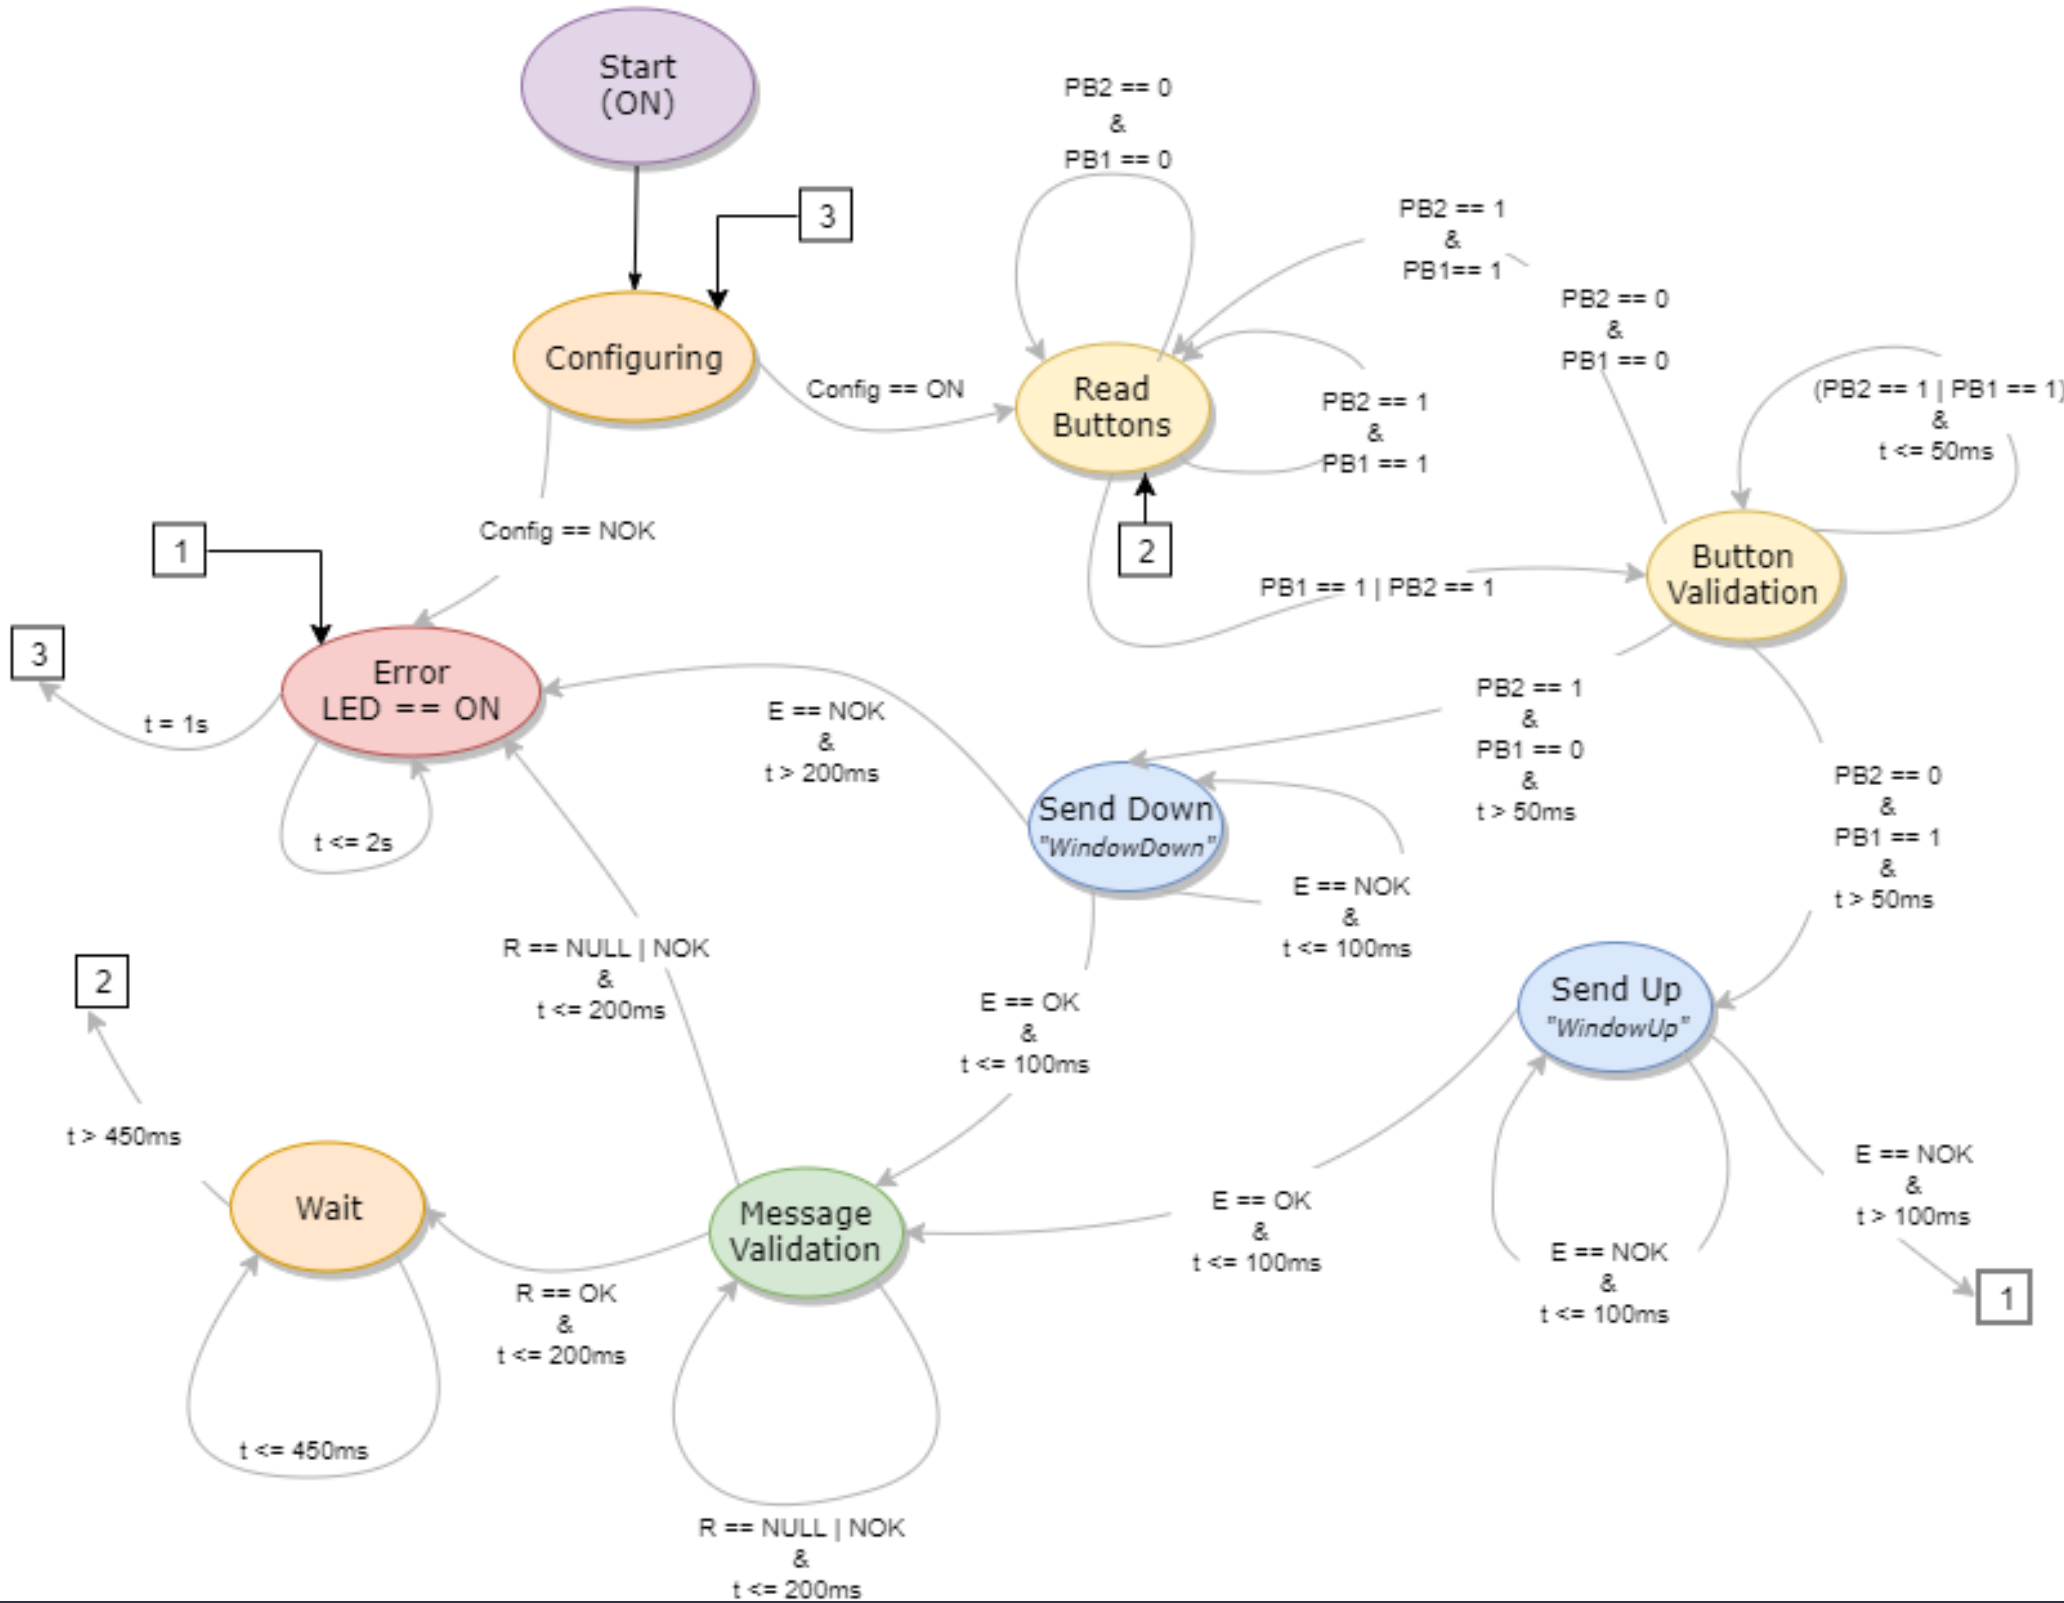 Start
(ON)
3
Configuring
Config == ON
PB2 == 0
&
PB1 == 0
Read
Buttons
PB2 == 1
&
PB1 == 1
2
PB2 == 1
&
PB1== 1
PB2 == 0
&
PB1 == 0
(PB2 == 1 | PB1 == 1)
&
t <= 50ms
Button
Validation
PB1 == 1 | PB2 == 1
Config == NOK
1
3
t = 1s
Error
LED == ON
t <= 2s
E == NOK
&
t > 200ms
PB2 == 1
&
PB1 == 0
&
t > 50ms
PB2 == 0
&
PB1 == 1
&
t > 50ms
Send Down
"WindowDown"
E == NOK
&
t <= 100ms
R == NULL | NOK
&
t <= 200ms
E == OK
&
t <= 100ms
Send Up
"WindowUp"
2
t > 450ms
Wait
t <= 450ms
R == OK
&
t <= 200ms
Message
Validation
E == OK
&
t <= 100ms
E == NOK
&
t <= 100ms
E == NOK
&
t > 100ms
1
R == NULL | NOK
&
t <= 200ms